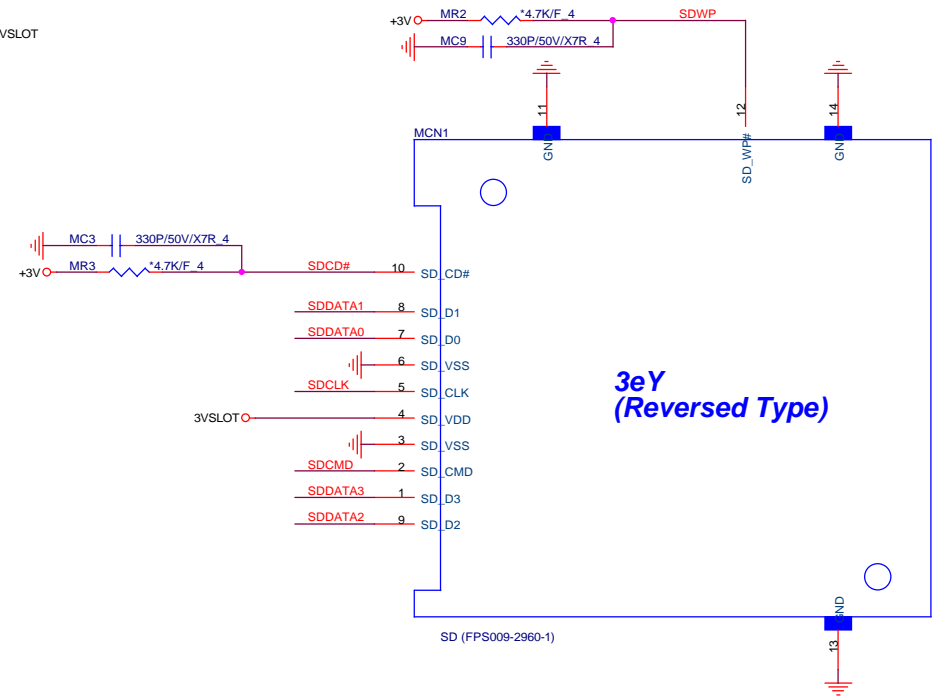 VSLOT
+3V MR2 *4.7K/F_4 SDWP
MC9 330P/50V/X7R_4
11 12 14
MCN1
GND SD_WP# GND
MC3 330P/50V/X7R_4
+3V MR3 *4.7K/F_4 SDCD# 10 SD_CD#
SDDATA1 8 SD_D1
SDDATA0 7 SD_D0
6 SD_VSS
SDCLK 5 SD_CLK
3VSLOT 4 SD_VDD
3 SD_VSS
SDCMD 2 SD_CMD
SDDATA3 1 SD_D3
SDDATA2 9 SD_D2
3eY
(Reversed Type)
GND
SD (FPS009-2960-1)
13